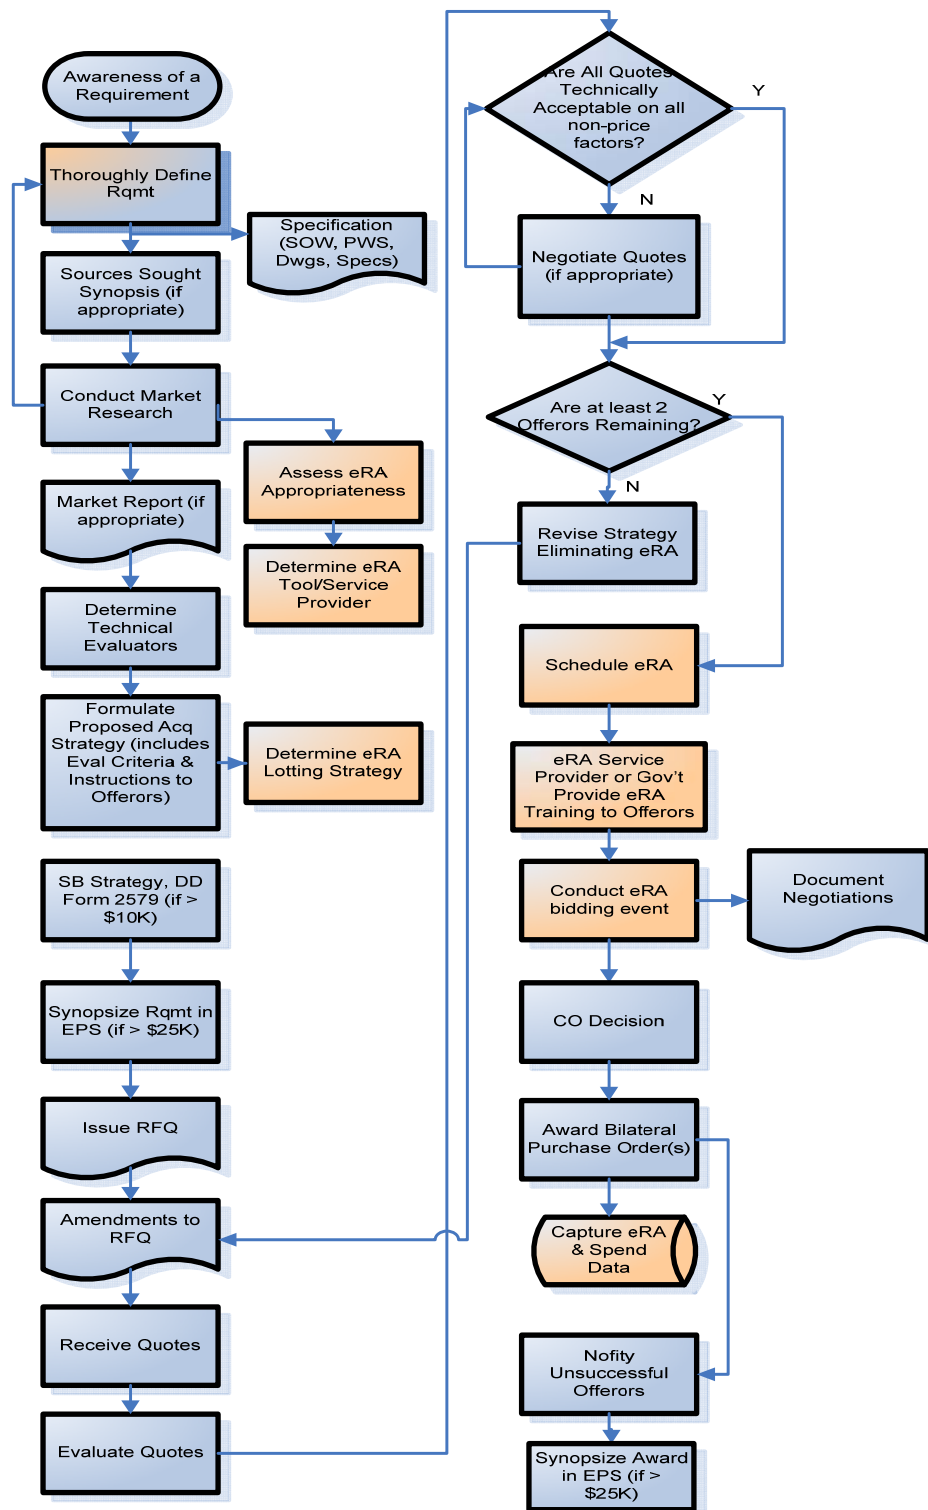 Awareness of a
Requirement
Thoroughly Define
Rqmt
Specification
(SOW, PWS,
Dwgs, Specs)
Sources Sought
Synopsis (if
appropriate)
Conduct Market
Research
Assess eRA
Appropriateness
Market Report (if
appropriate)
Determine eRA
Tool/Service
Provider
Determine
Technical
Evaluators
Formulate
Proposed Acq
Strategy (includes
Eval Criteria &
Instructions to
Offerors)
Determine eRA
Lotting Strategy
SB Strategy, DD
Form 2579 (if >
$10K)
Synopsize Rqmt in
EPS (if > $25K)
Issue RFQ
Amendments to
RFQ
Receive Quotes
Evaluate Quotes
Are All Quotes
Technically
Acceptable on all
non-price
factors?
Y
N
Negotiate Quotes
(if appropriate)
Are at least 2
Offerors Remaining?
Y
N
Revise Strategy
Eliminating eRA
Schedule eRA
eRA Service
Provider or Gov't
Provide eRA
Training to Offerors
Conduct eRA
bidding event
Document
Negotiations
CO Decision
Award Bilateral
Purchase Order(s)
Capture eRA
& Spend
Data
Nofity
Unsuccessful
Offerors
Synopsize Award
in EPS (if >
$25K)